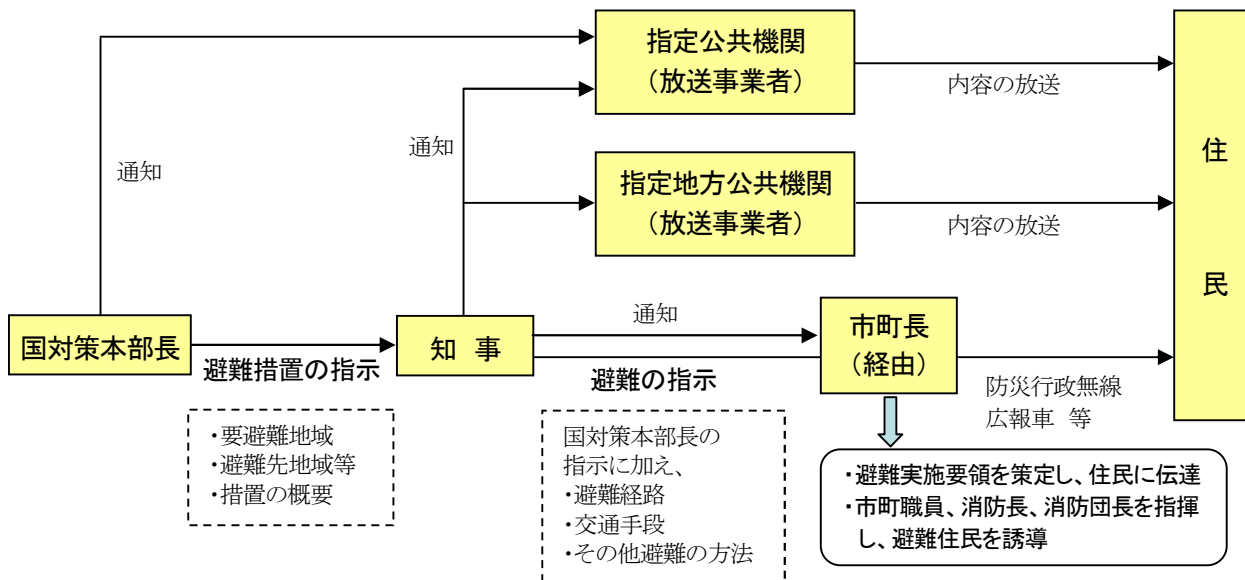 指定公共機関
（放送事業者）
内容の放送
通知
通知
指定地方公共機関
（放送事業者）
内容の放送
住
民
国対策本部長
避難措置の指示
知 事
通知
避難の指示
市町長
（経由）
防災行政無線
広報車 等
・要避難地域
・避難先地域等
・措置の概要
国対策本部長の
指示に加え、
・避難経路
・交通手段
・その他避難の方法
・避難実施要領を策定し、住民に伝達
・市町職員、消防長、消防団長を指揮
し、避難住民を誘導